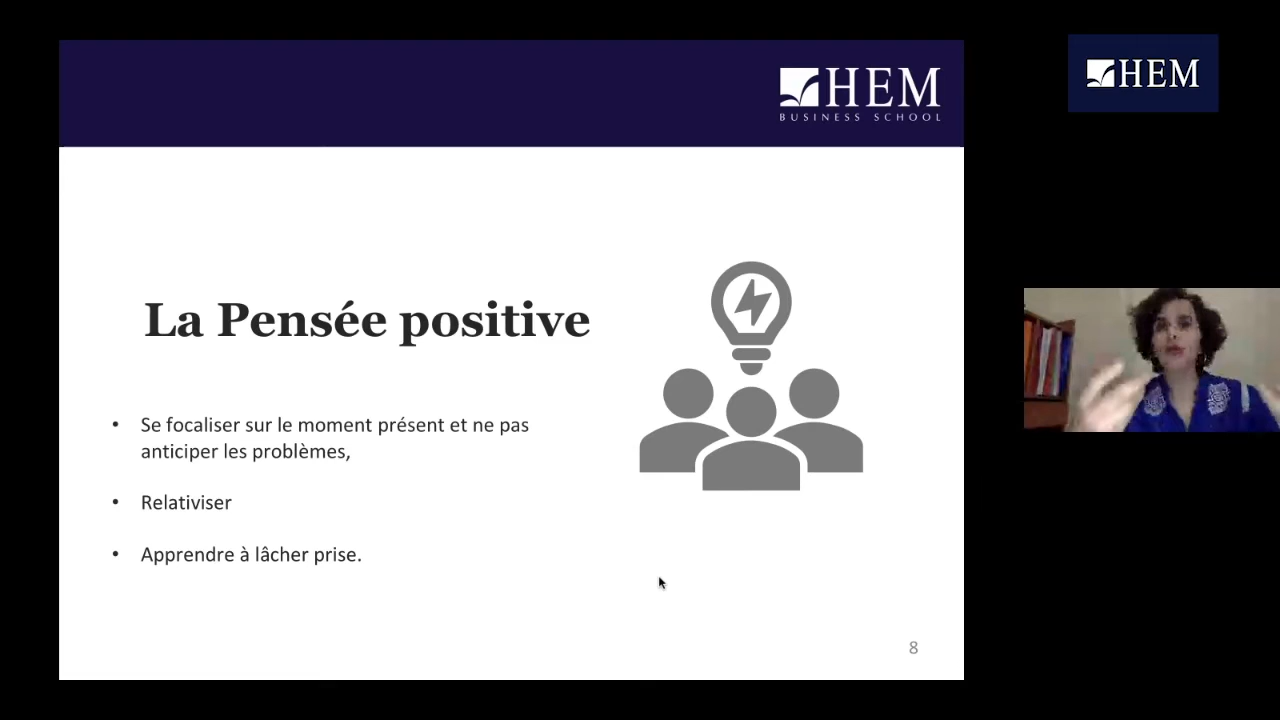 HEM
BUSINESS SCHOOL
HEM
La Pensée positive
• Se focaliser sur le moment présent et ne pas
anticiper les problèmes,
• Relativiser
• Apprendre à lâcher prise.
8